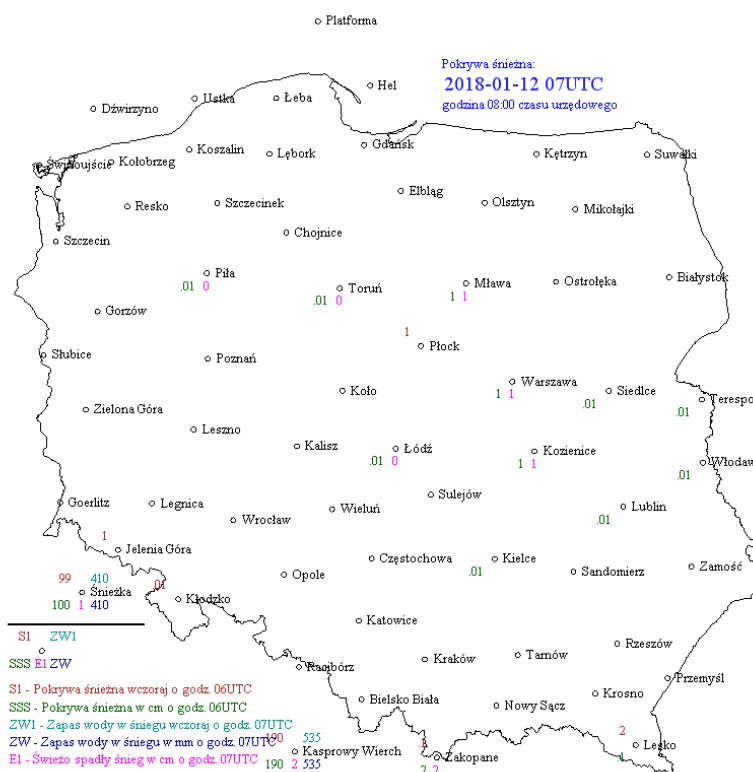 Platforma
Pokrywa śnieżna:
2018-01-12 07UTC
godzina 08:00 czasu urzędowego
Hel
Ustka
Łeba
Dźwirzyno
Gdańsk
Koszalin
Lębork
Kętrzyn
Suwałki
Świnoujście
Kołobrzeg
Elbląg
Resko
Szczecinek
Olsztyn
Mikołajki
Chojnice
Szczecin
Piła
.01 0
Toruń
.01 0
Mława
1 1
Ostrołęka
Białystok
Gorzów
1
Płock
Słubice
Poznań
Koło
Warszawa
1 1
Siedlce
.01
Terespo
.01
Zielona Góra
Leszno
Kalisz
Łódź
.01 0
Kozienice
1 1
Włodaw
.01
Sulejów
Goerlitz
Legnica
Wieluń
Lublin
.01
Wrocław
1
Jelenia Góra
Częstochowa
Kielce
.01
Sandomierz
Zamość
Opole
99 410
Śnieżka
100 1 410
.01
Kłodzko
Katowice
S1 ZW1
SSS E1 ZW
Racibórz
Kraków
Tarnów
Rzeszów
Przemyśl
S1 - Pokrywa śnieżna wczoraj o godz. 06UTC
SSS - Pokrywa śnieżna w cm o godz. 06UTC
ZW1 - Zapas wody w śniegu wczoraj o godz. 07UTC
ZW - Zapas wody w śniegu w mm o godz. 07UTC
E1 - Świeżo spadły śnieg w cm o godz. 07UTC
Bielsko Biała
Nowy Sącz
Krosno
190 535
Kasprowy Wierch
190 2 535
Zakopane
2 2
2
Lesko